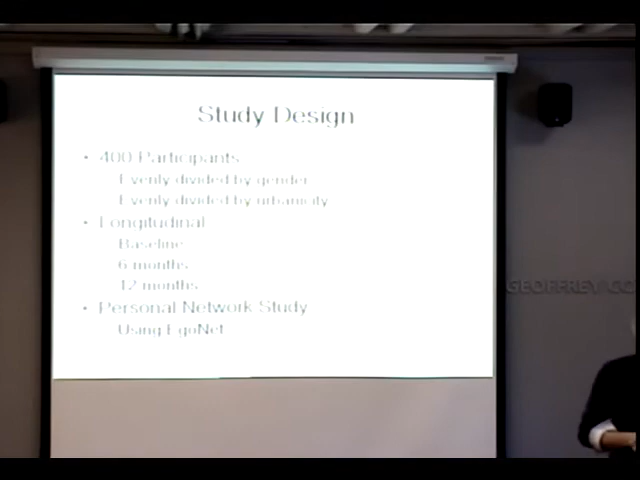 Study Design
• 400 Participants
Evenly divided by gender
Evenly divided by urbanicity
• Longitudinal
Baseline
6 months
12 months
• Personal Network Study
Using EgoNet
GEOFFREY CO